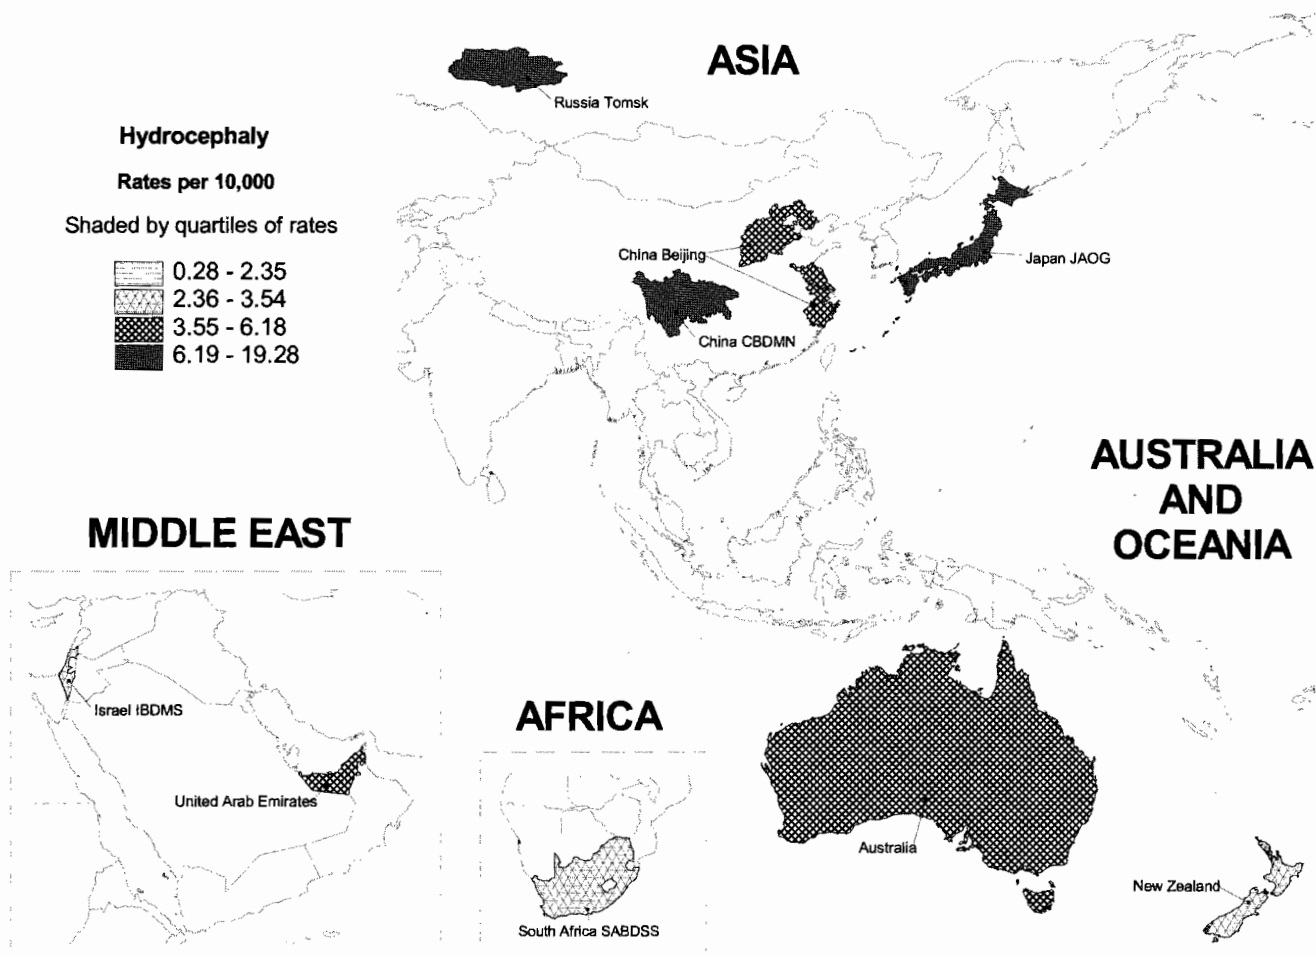 ASIA
Russia Tomsk
Hydrocephaly
Rates per 10,000
Shaded by quartiles of rates
0.28 - 2.35
2.36 - 3.54
3.55 - 6.18
6.19 - 19.28
China Beijing
Japan JAOG
China CBDMN
AUSTRALIA
AND
OCEANIA
MIDDLE EAST
Israel IBDMS
United Arab Emirates
AFRICA
South Africa SABDSS
Australia
New Zealand